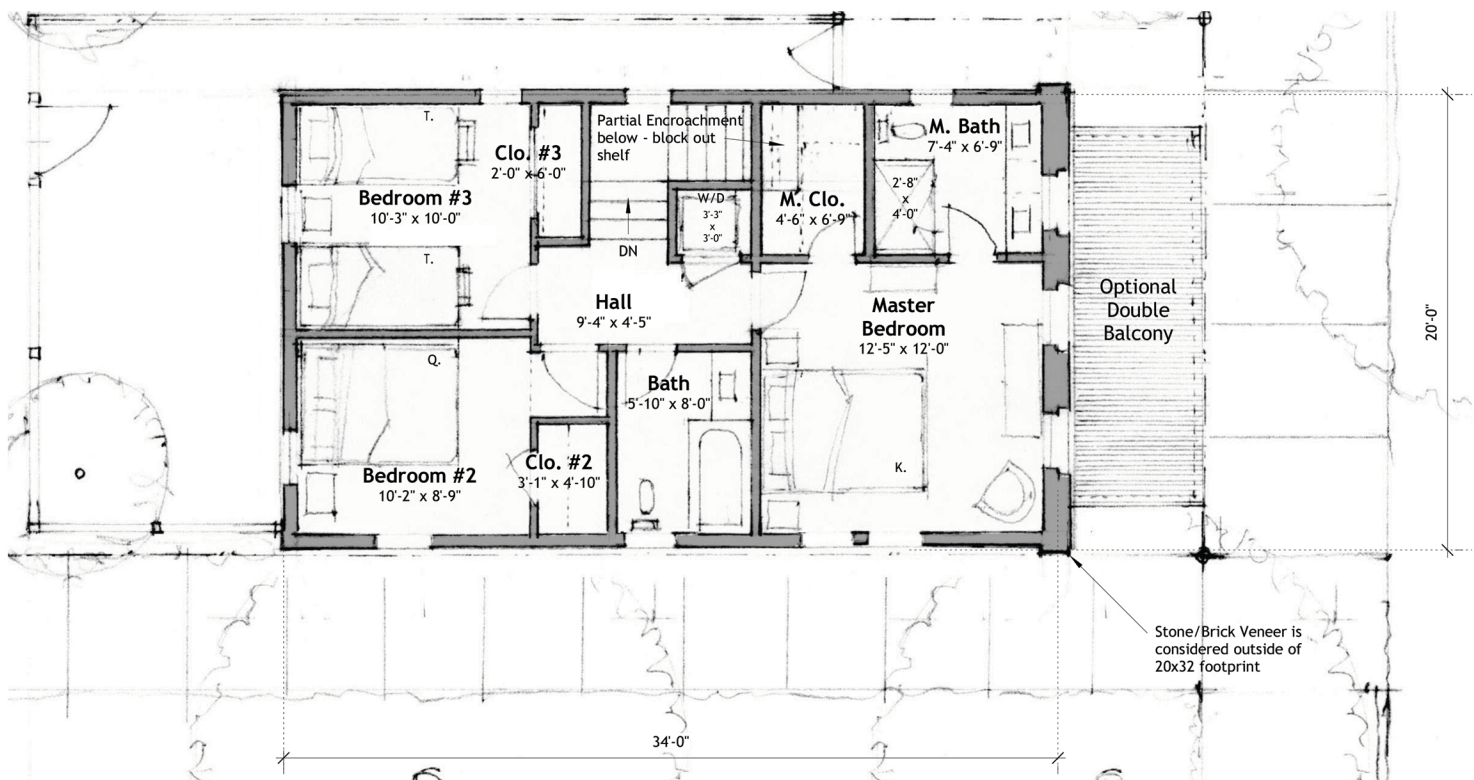 T.
Bedroom #3
10'-3" x 10'-0"
T.
Clo. #3
2'-0" x 6'-0"
Partial Encroachment
below - block out
shelf
DN
W/D
3'-3"
x
3'-0"
M. Clo.
4'-6" x 6'-9"
M. Bath
7'-4" x 6'-9"
2'-8"
x
4'-0"
Hall
9'-4" x 4'-5"
Master
Bedroom
12'-5" x 12'-0"
K.
Optional
Double
Balcony
20'-0"
Q.
Bedroom #2
10'-2" x 8'-9"
Clo. #2
3'-1" x 4'-10"
Bath
5'-10" x 8'-0"
Stone/Brick Veneer is
considered outside of
20x32 footprint
34'-0"